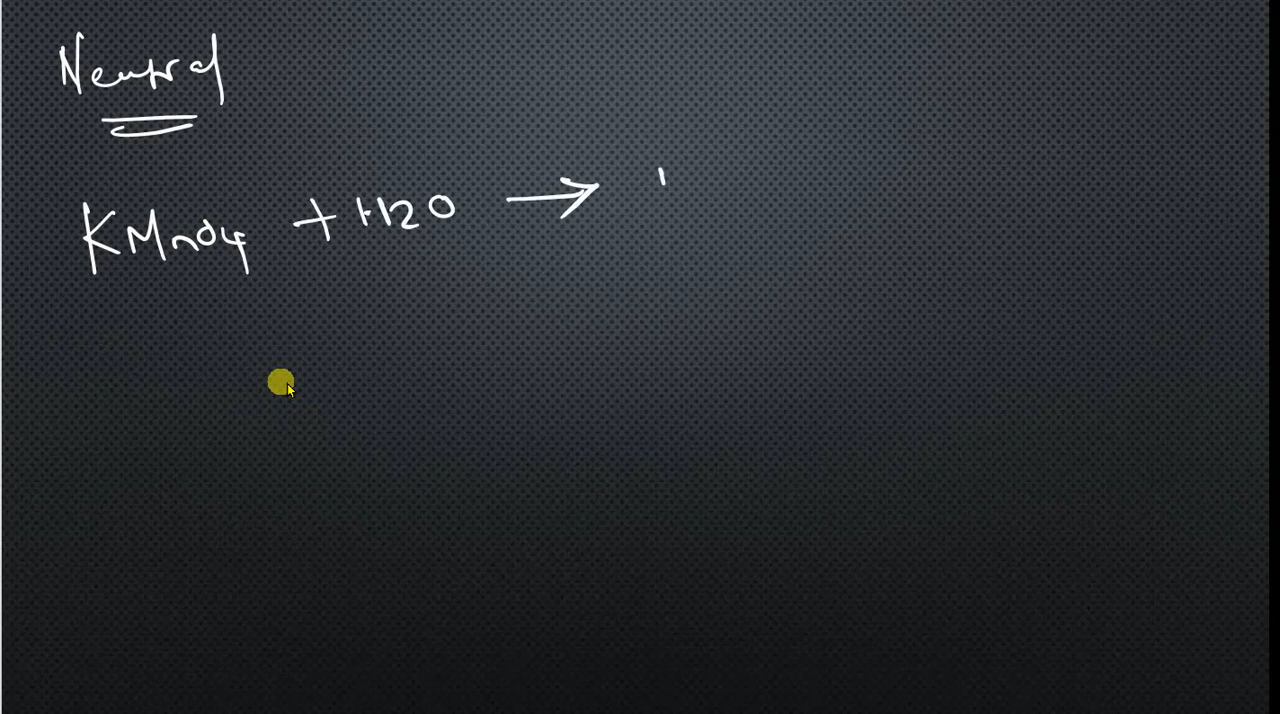 Neutral
KMnO4 + H2O →